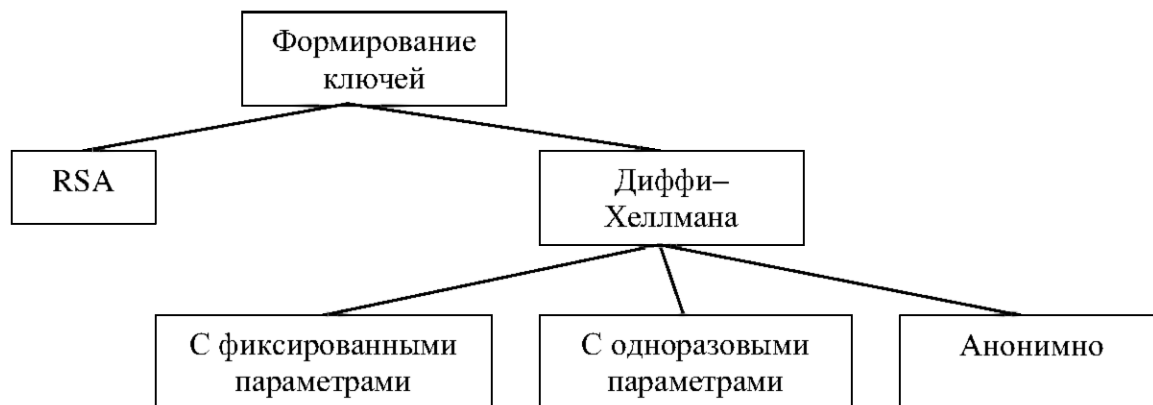 Формирование
ключей
RSA
Диффи–
Хеллмана
С фиксированными
параметрами
С одноразовыми
параметрами
Анонимно